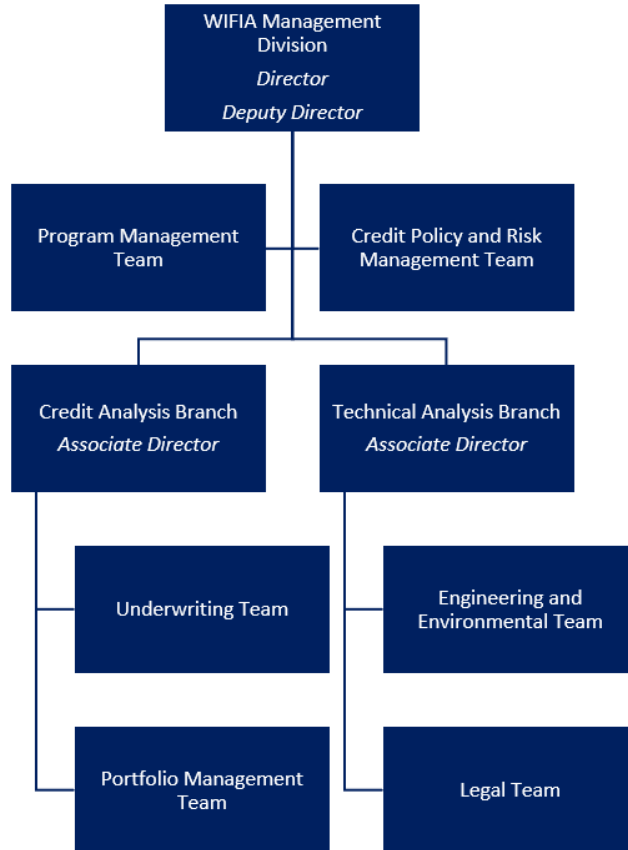 WIFIA Management
Division
Director
Deputy Director
Program Management
Team
Credit Policy and Risk
Management Team
Credit Analysis Branch
Associate Director
Technical Analysis Branch
Associate Director
Underwriting Team
Engineering and
Environmental Team
Portfolio Management
Team
Legal Team